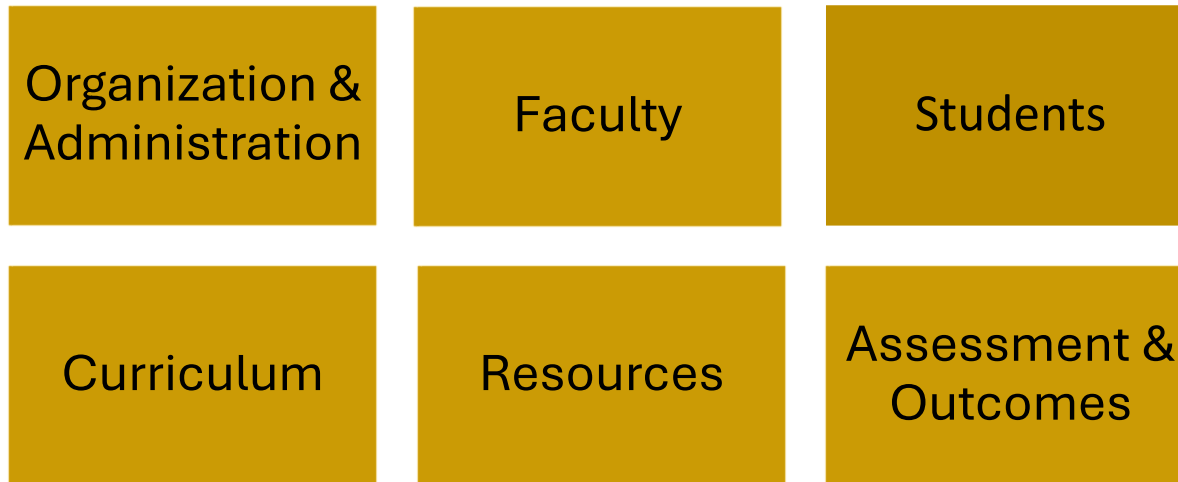 Organization &
Administration
Faculty
Students
Curriculum
Resources
Assessment &
Outcomes